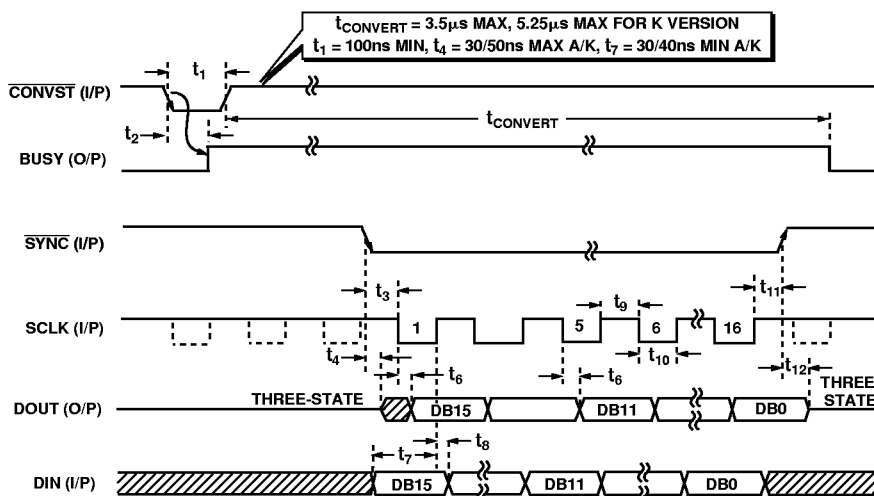 tCONVERT = 3.5μs MAX, 5.25μs MAX FOR K VERSION
t1 = 100ns MIN, t4 = 30/50ns MAX A/K, t7 = 30/40ns MIN A/K
t1
CONVST (I/P)
t2
tCONVERT
BUSY (O/P)
SYNC (I/P)
t3
t9
t11
SCLK (I/P)
1
5
6
16
t4
t6
t6
t10
t12
THREE-STATE
THREE-
STATE
DOUT (O/P)
DB15
DB11
DB0
t7
t8
DIN (I/P)
DB15
DB11
DB0